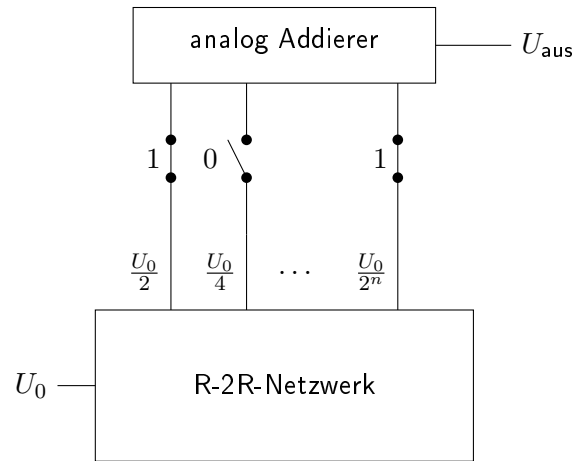 analog Addierer
U_aus
1 0 1
U_0/2 U_0/4 ... U_0/2^n
U_0
R-2R-Netzwerk